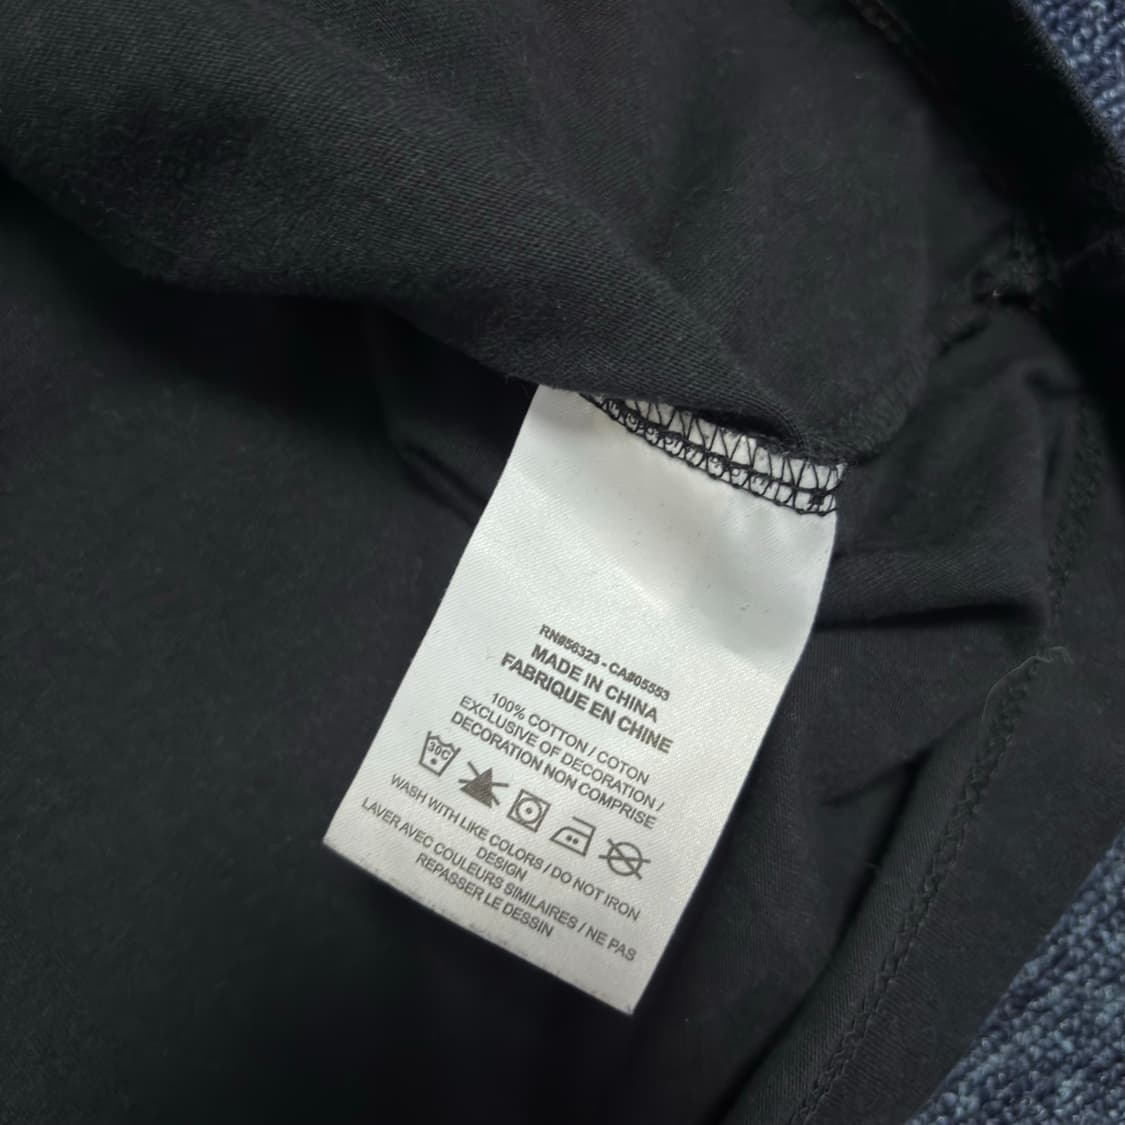 RN#56323 - CA#05553
MADE IN CHINA
FABRIQUE EN CHINE
100% COTTON / COTON
EXCLUSIVE OF DECORATION /
DECORATION NON COMPRISE
30C
WASH WITH LIKE COLORS / DO NOT IRON
DESIGN
LAVER AVEC COULEURS SIMILAIRES / NE PAS
REPASSER LE DESSIN